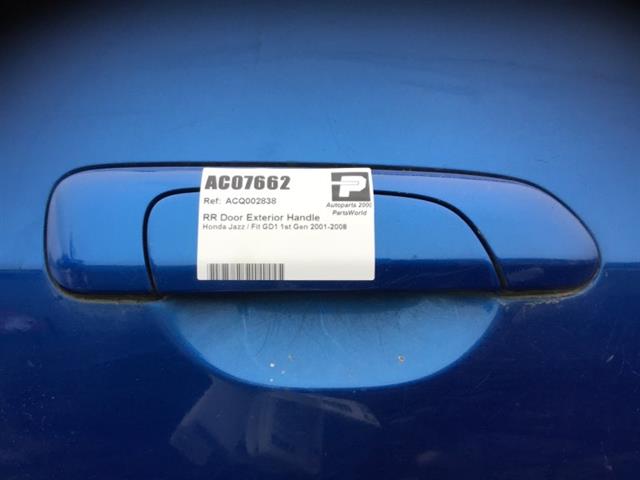 AC07662
Ref: ACQ002838
RR Door Exterior Handle
Honda Jazz / Fit GD1 1st Gen 2001-2008
P
Autoparts 2000
PartsWorld